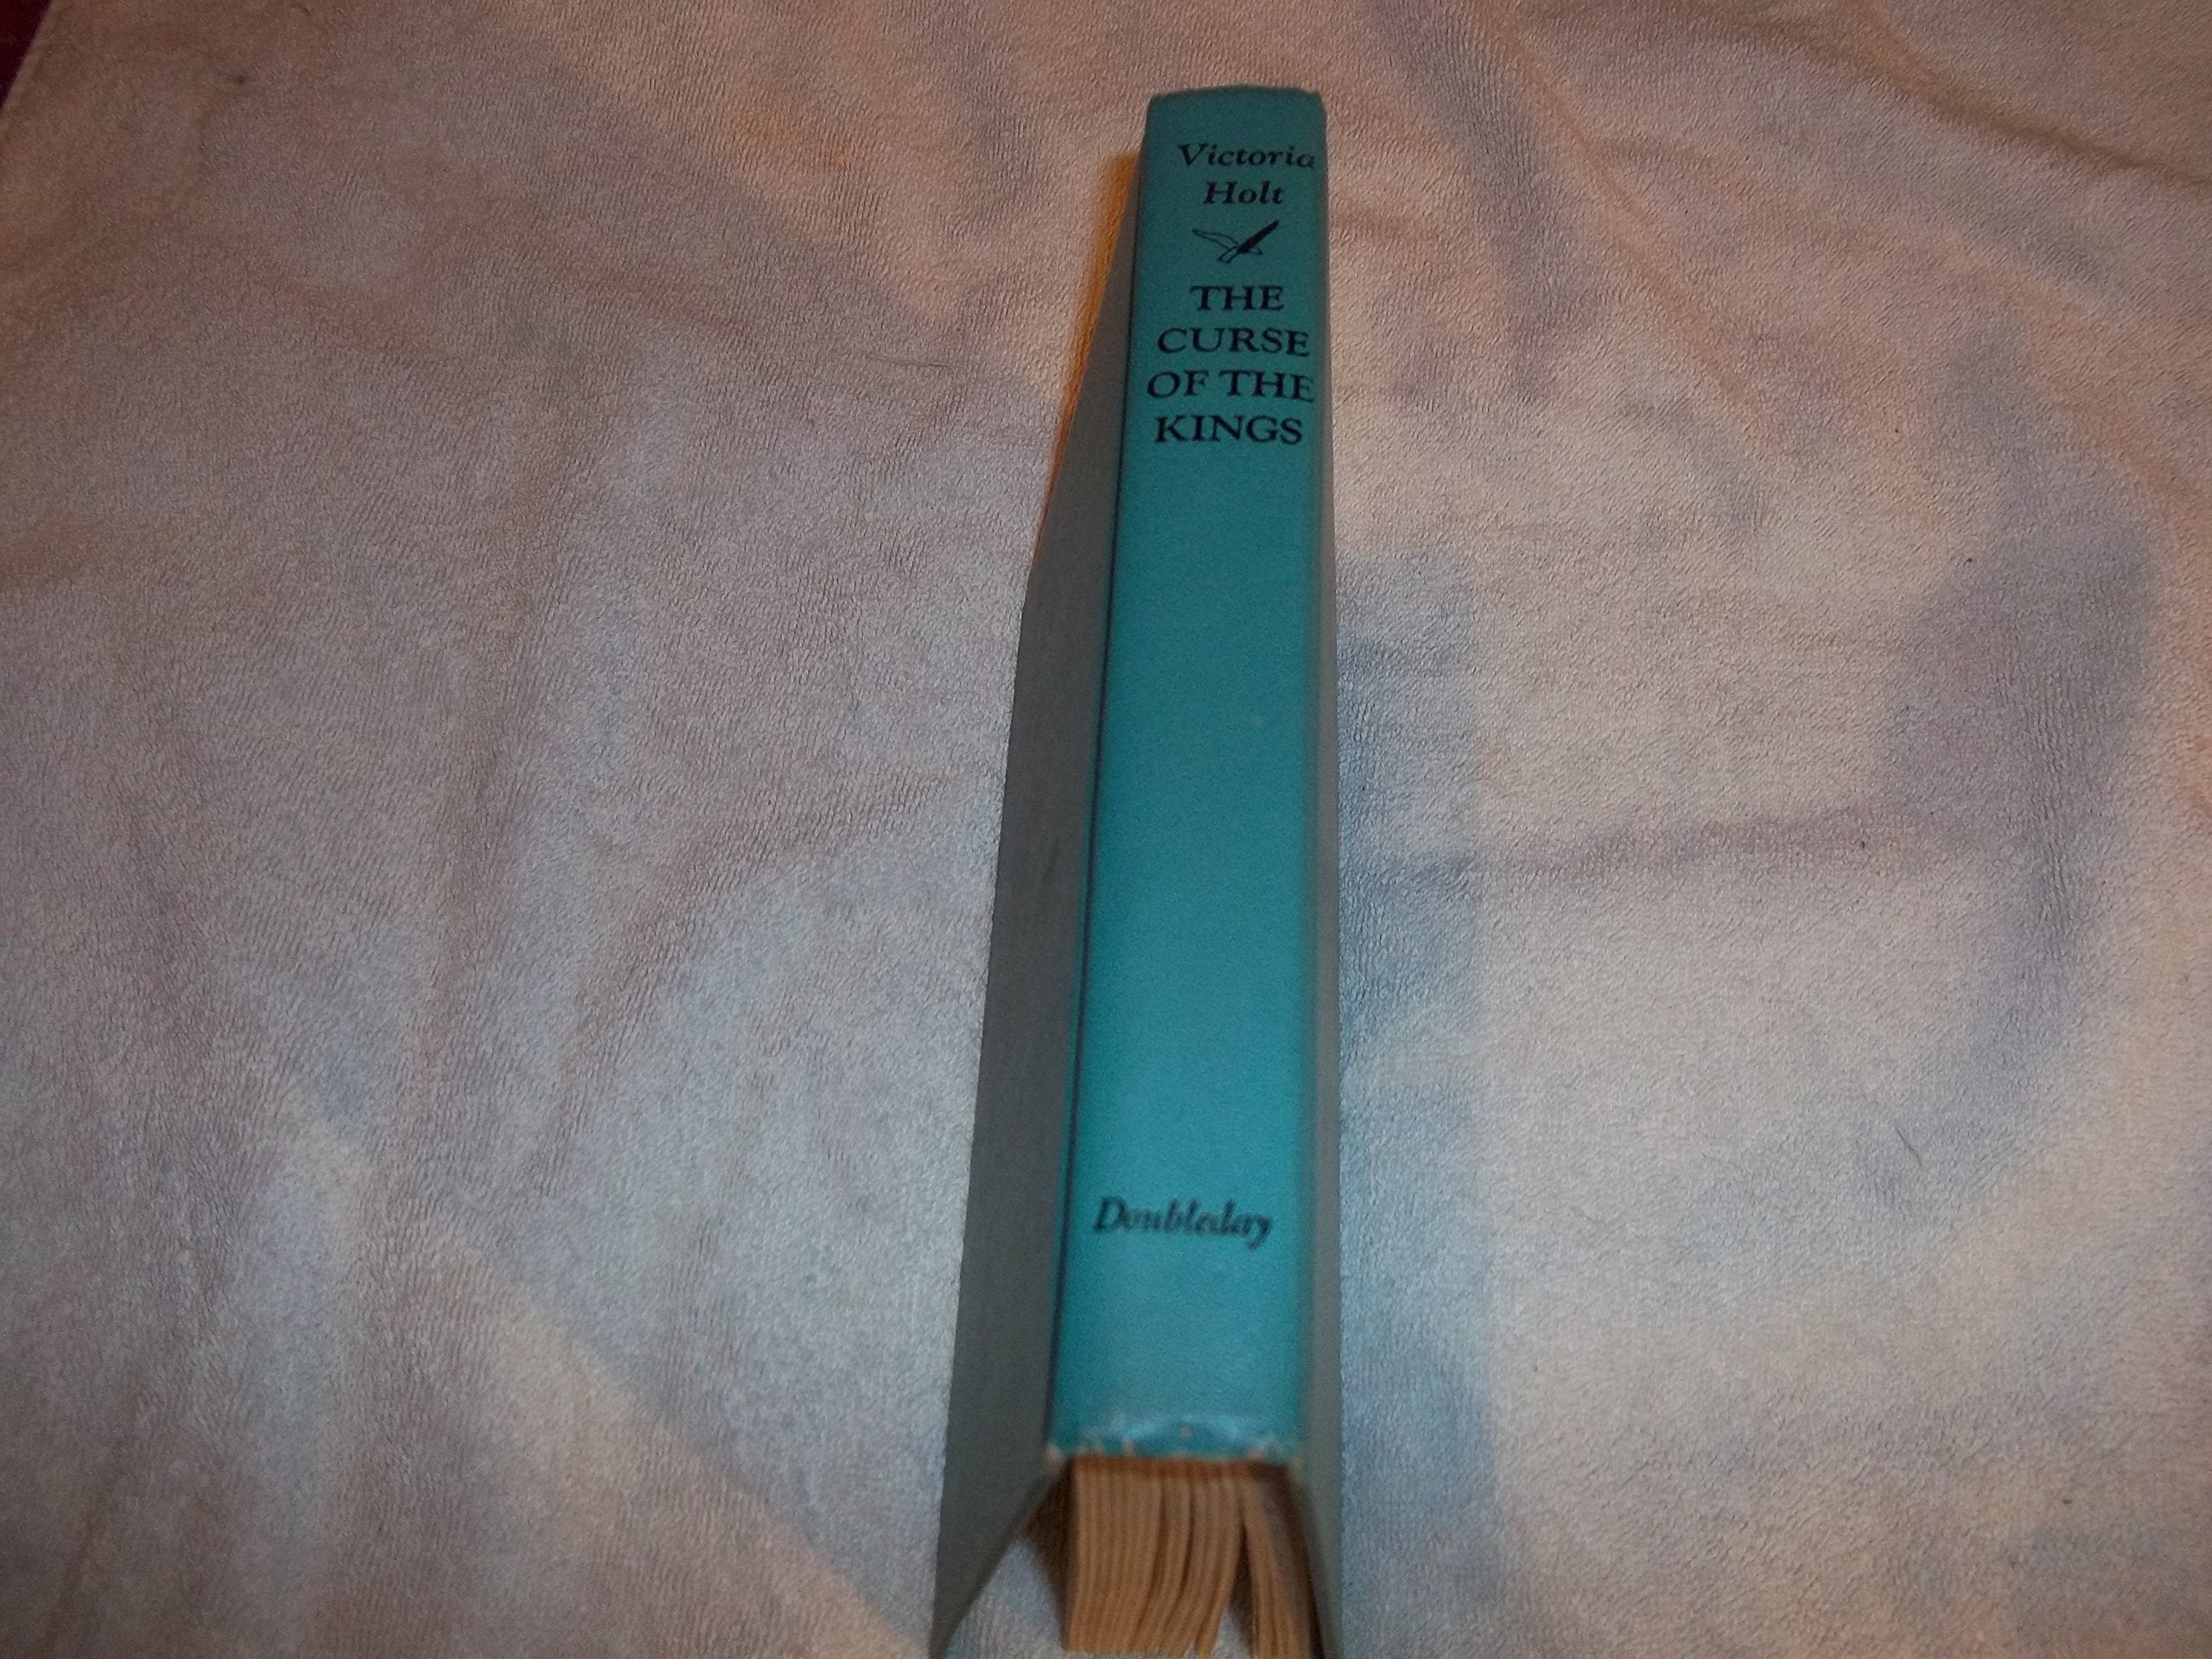 Victoria
Holt
THE
CURSE
OF THE
KINGS
Doubleday